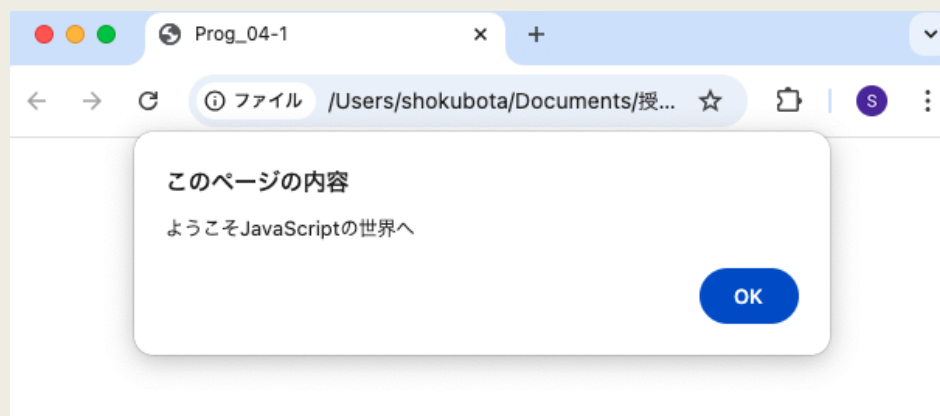 Prog_04-1
ファイル /Users/shokubota/Documents/授... S
このページの内容
ようこそJavaScriptの世界へ
OK